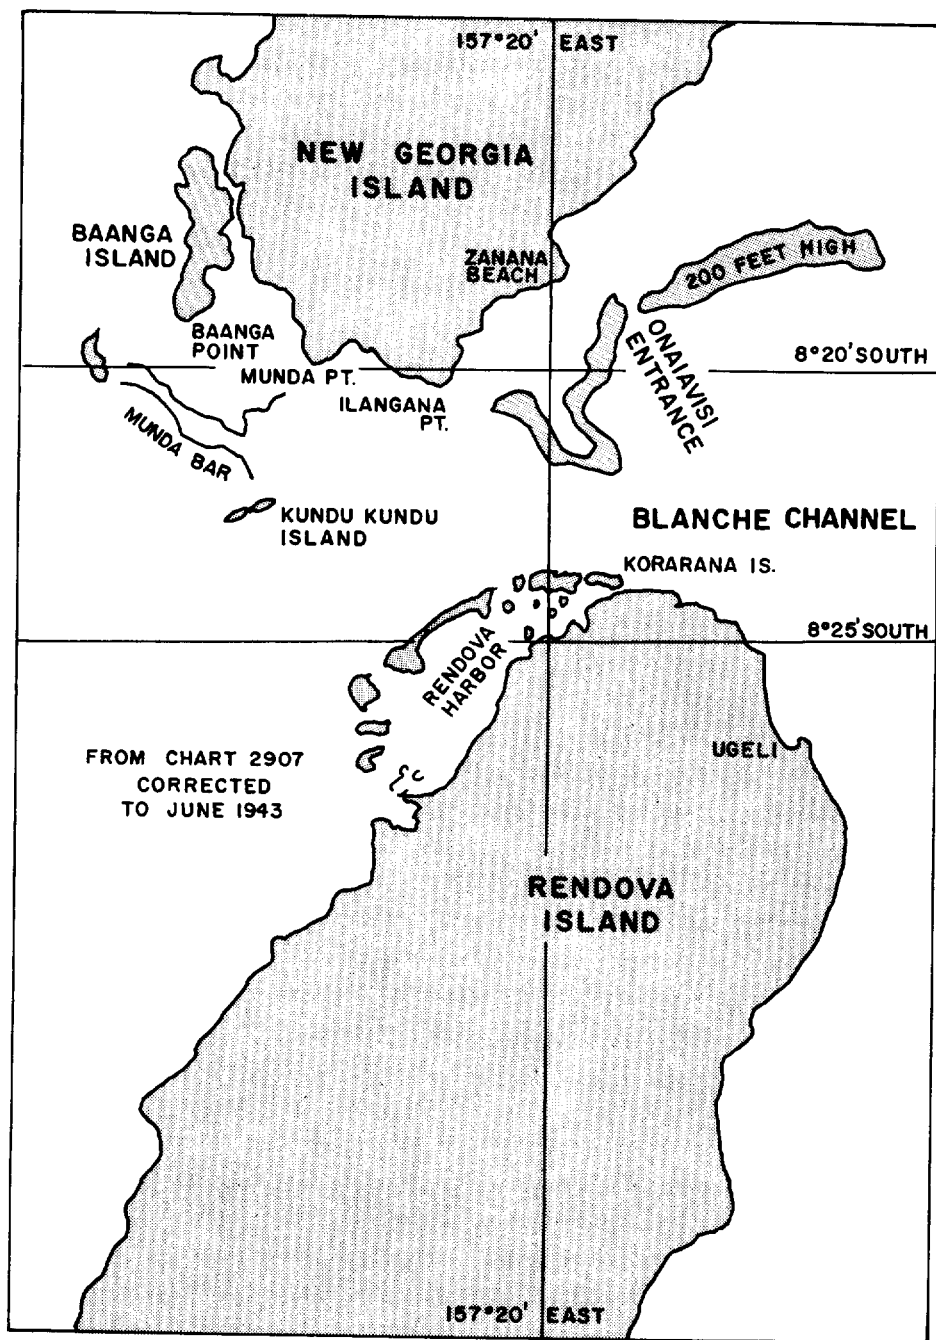 157°20' EAST
NEW GEORGIA
ISLAND
BAANGA
ISLAND
ZANANA
BEACH
200 FEET HIGH
BAANGA
POINT
ONAIAVISI
ENTRANCE
8°20' SOUTH
MUNDA PT.
ILANGANA
PT.
MUNDA BAR
KUNDU KUNDU
ISLAND
BLANCHE CHANNEL
KORARANA IS.
8°25' SOUTH
RENDOVA
HARBOR
UGELI
FROM CHART 2907
CORRECTED
TO JUNE 1943
RENDOVA
ISLAND
157°20' EAST